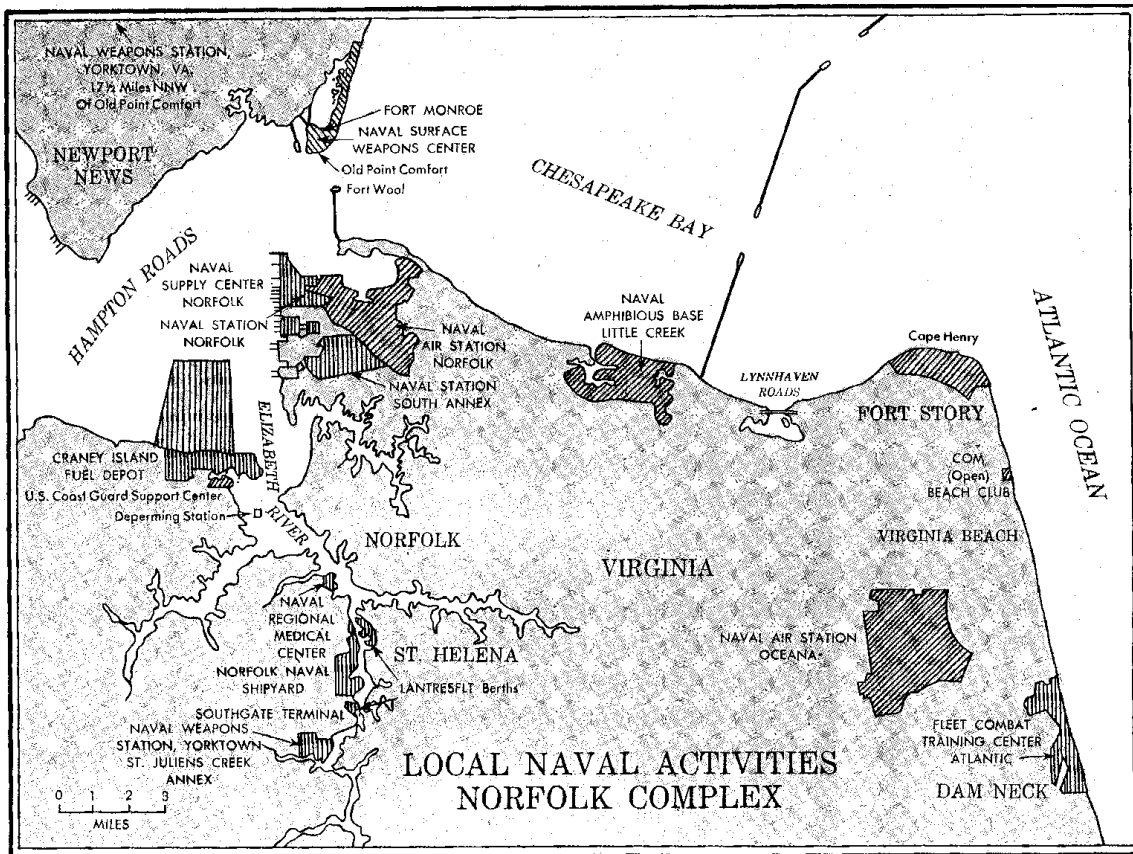 NAVAL WEAPONS STATION,
YORKTOWN, VA.
17½ Miles NNW
Of Old Point Comfort
NEWPORT
NEWS
FORT MONROE
NAVAL SURFACE
WEAPONS CENTER
Old Point Comfort
Fort Wool
CHESAPEAKE BAY
HAMPTON ROADS
NAVAL
SUPPLY CENTER
NORFOLK
NAVAL STATION
NORFOLK
NAVAL
AIR STATION
NORFOLK
NAVAL STATION
SOUTH ANNEX
NAVAL
AMPHIBIOUS BASE
LITTLE CREEK
LYNNHAVEN
ROADS
Cape Henry
FORT STORY
ATLANTIC OCEAN
COM,
(Open)
BEACH CLUB
VIRGINIA BEACH
CRANEY ISLAND
FUEL DEPOT
U.S. Coast Guard Support Center
Deperming Station
ELIZABETH
RIVER
NORFOLK
VIRGINIA
NAVAL
REGIONAL
MEDICAL
CENTER
ST. HELENA
NORFOLK NAVAL
SHIPYARD
LANTRESFLT Berths
SOUTHGATE TERMINAL
NAVAL WEAPONS
STATION, YORKTOWN
ST. JULIENS CREEK
ANNEX
NAVAL AIR STATION
OCEANA
FLEET COMBAT
TRAINING CENTER
ATLANTIC
DAM NECK
LOCAL NAVAL ACTIVITIES
NORFOLK COMPLEX
0 1 2 3
MILES